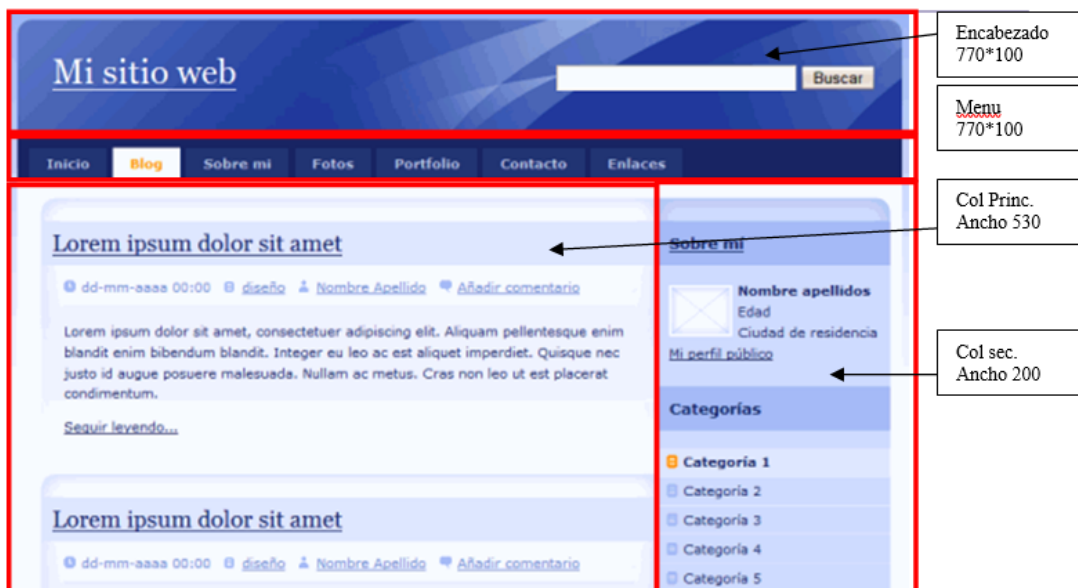 Mi sitio web
Buscar
Inicio Blog Sobre mi Fotos Portfolio Contacto Enlaces
Lorem ipsum dolor sit amet
dd-mm-aaaa 00:00 diseño Nombre Apellido Añadir comentario
Lorem ipsum dolor sit amet, consectetuer adipiscing elit. Aliquam pellentesque enim
blandit enim bibendum blandit. Integer eu leo ac est aliquet imperdiet. Quisque nec
justo id augue posuere malesuada. Nullam ac metus. Cras non leo ut est placerat
condimentum.
Seguir leyendo...
Lorem ipsum dolor sit amet
dd-mm-aaaa 00:00 diseño Nombre Apellido Añadir comentario
Sobre mí
Nombre apellidos
Edad
Ciudad de residencia
Mi perfil público
Categorías
Categoría 1
Categoría 2
Categoría 3
Categoría 4
Categoría 5
Encabezado
770*100
Menu
770*100
Col Princ.
Ancho 530
Col sec.
Ancho 200